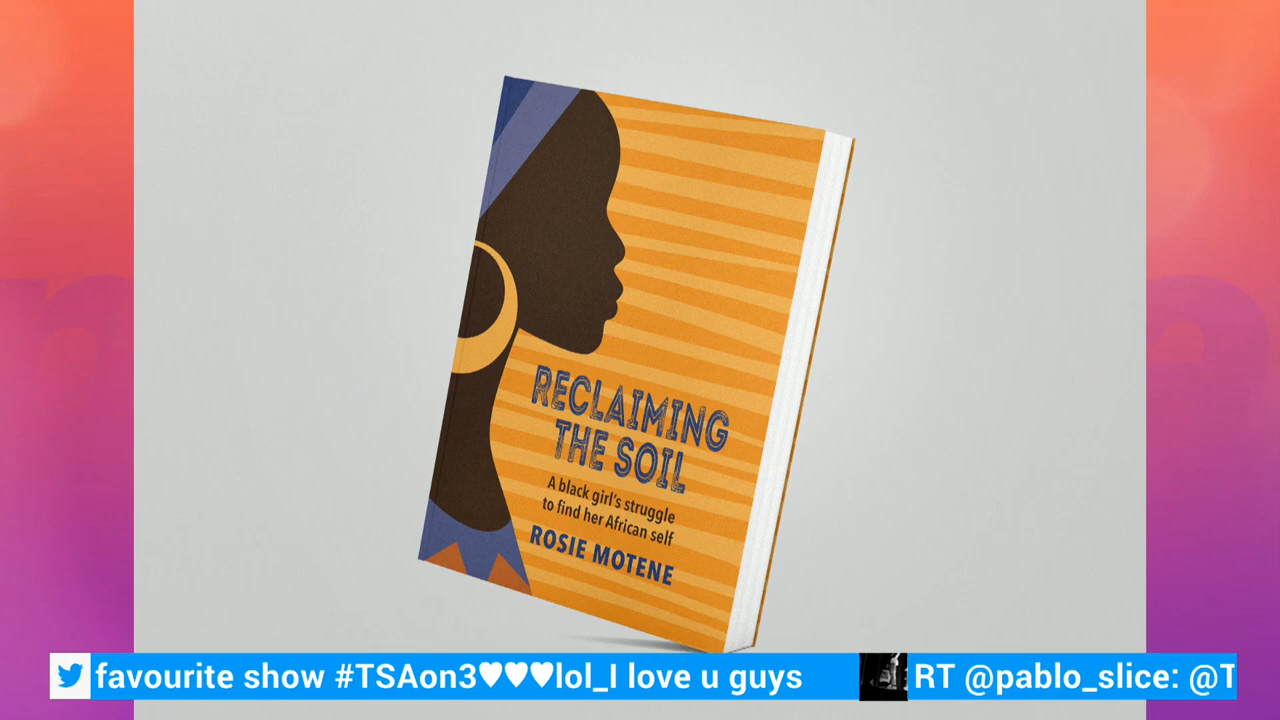 RECLAIMING
THE SOIL
A black girl's struggle
to find her African self
ROSIE MOTENE
favourite show #TSAon3♥♥♥lol_I love u guys
RT @pablo_slice: @T